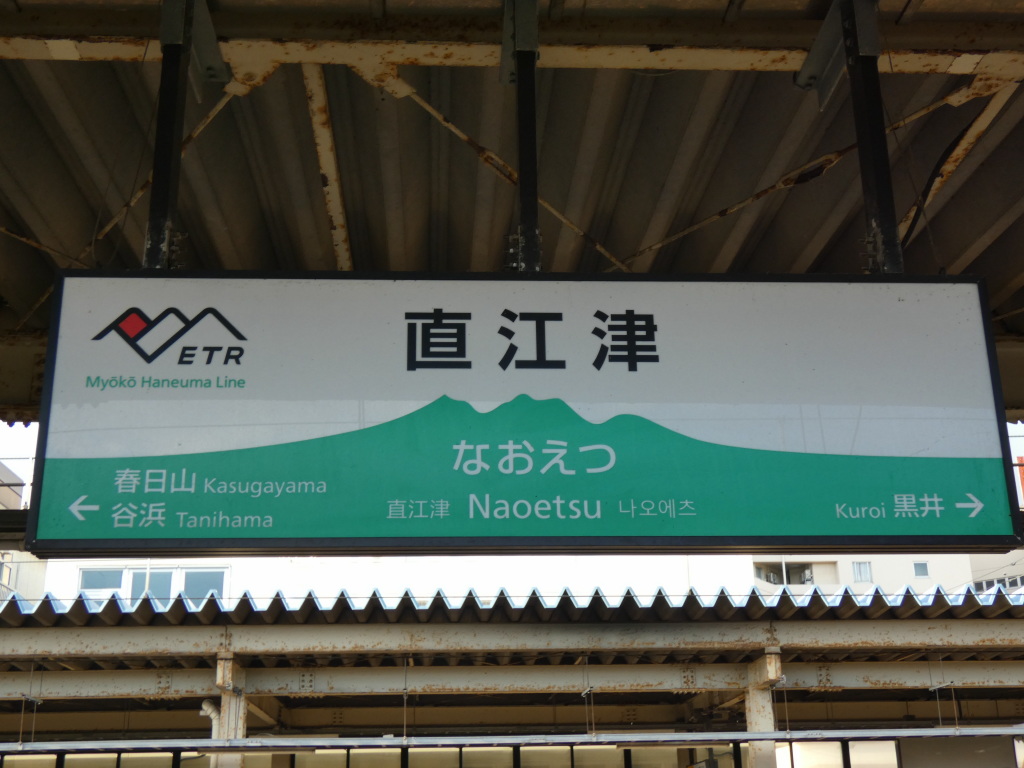 ETR
Myōkō Haneuma Line
直江津
なおえつ
直江津 Naoetsu 나오에츠
← 春日山 Kasugayama
谷浜 Tanihama
Kuroi 黒井 →